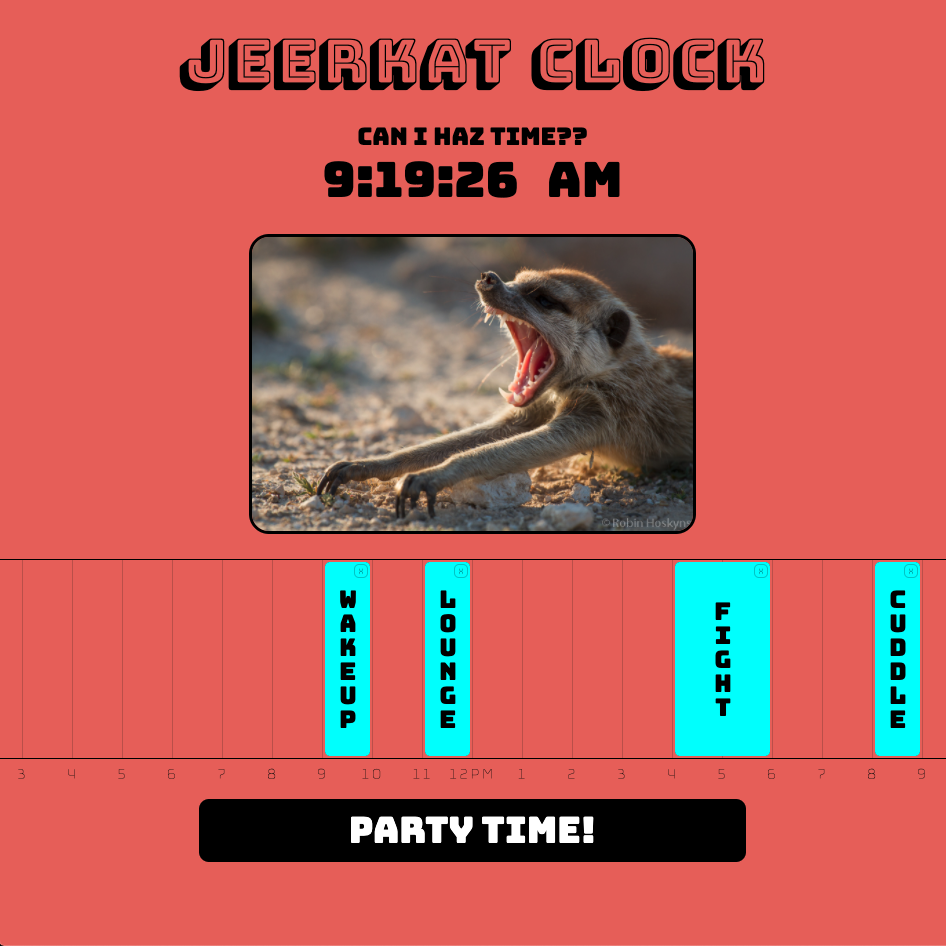 JEERKAT CLOCK
CAN I HAZ TIME??
9:19:26 AM
©Robin Hoskyns
x x x x
WAKEUP
LOUNGE
FIGHT
CUDDLE
3 4 5 6 7 8 9 10 11 12PM 1 2 3 4 5 6 7 8 9
PARTY TIME!